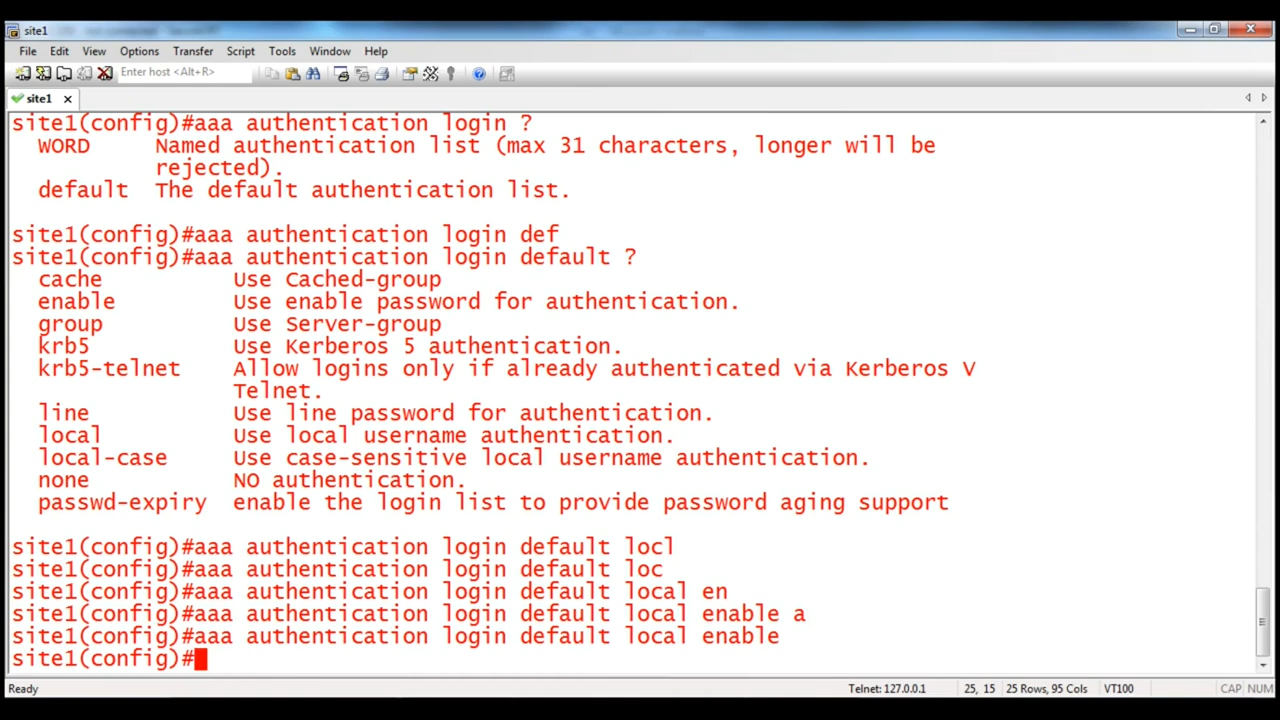 site1
File Edit View Options Transfer Script Tools Window Help
Enter host <Alt+R>
site1
site1(config)#aaa authentication login ?
WORD Named authentication list (max 31 characters, longer will be
rejected).
default The default authentication list.
site1(config)#aaa authentication login def
site1(config)#aaa authentication login default ?
cache Use Cached-group
enable Use enable password for authentication.
group Use Server-group
krb5 Use Kerberos 5 authentication.
krb5-telnet Allow logins only if already authenticated via Kerberos V
Telnet.
line Use line password for authentication.
local Use local username authentication.
local-case Use case-sensitive local username authentication.
none NO authentication.
passwd-expiry enable the login list to provide password aging support
site1(config)#aaa authentication login default locl
site1(config)#aaa authentication login default loc
site1(config)#aaa authentication login default local en
site1(config)#aaa authentication login default local enable a
site1(config)#aaa authentication login default local enable
site1(config)#
Ready Telnet: 127.0.0.1 25, 15 25 Rows, 95 Cols VT100 CAP NUM